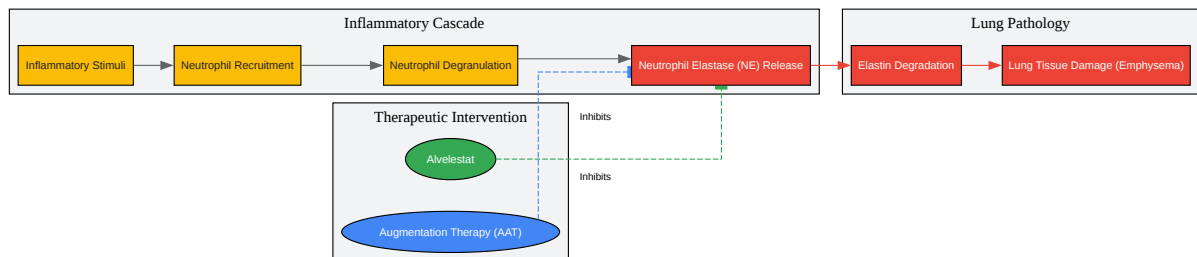 Inflammatory Cascade
Lung Pathology
Inflammatory Stimuli
Neutrophil Recruitment
Neutrophil Degranulation
Neutrophil Elastase (NE) Release
Elastin Degradation
Lung Tissue Damage (Emphysema)
Therapeutic Intervention
Inhibits
Alvelestat
Inhibits
Augmentation Therapy (AAT)